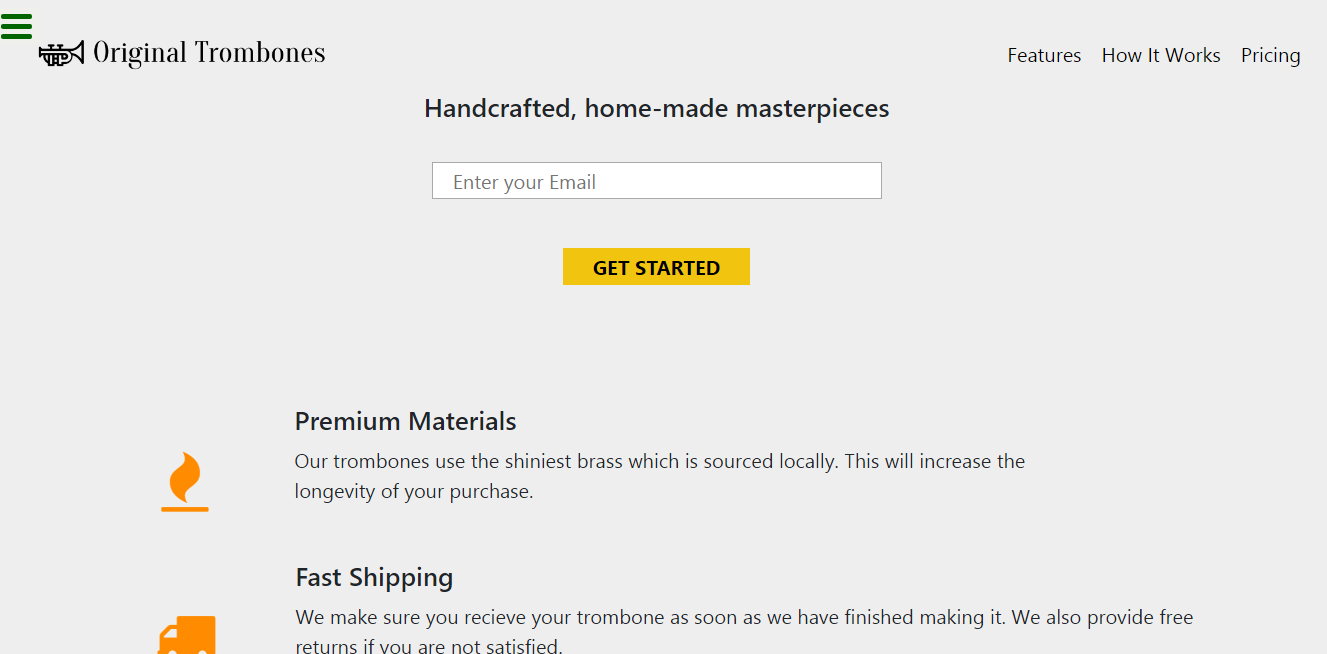 Original Trombones
Features How It Works Pricing
Handcrafted, home-made masterpieces
Enter your Email
GET STARTED
Premium Materials
Our trombones use the shiniest brass which is sourced locally. This will increase the
longevity of your purchase.
Fast Shipping
We make sure you recieve your trombone as soon as we have finished making it. We also provide free
returns if you are not satisfied.